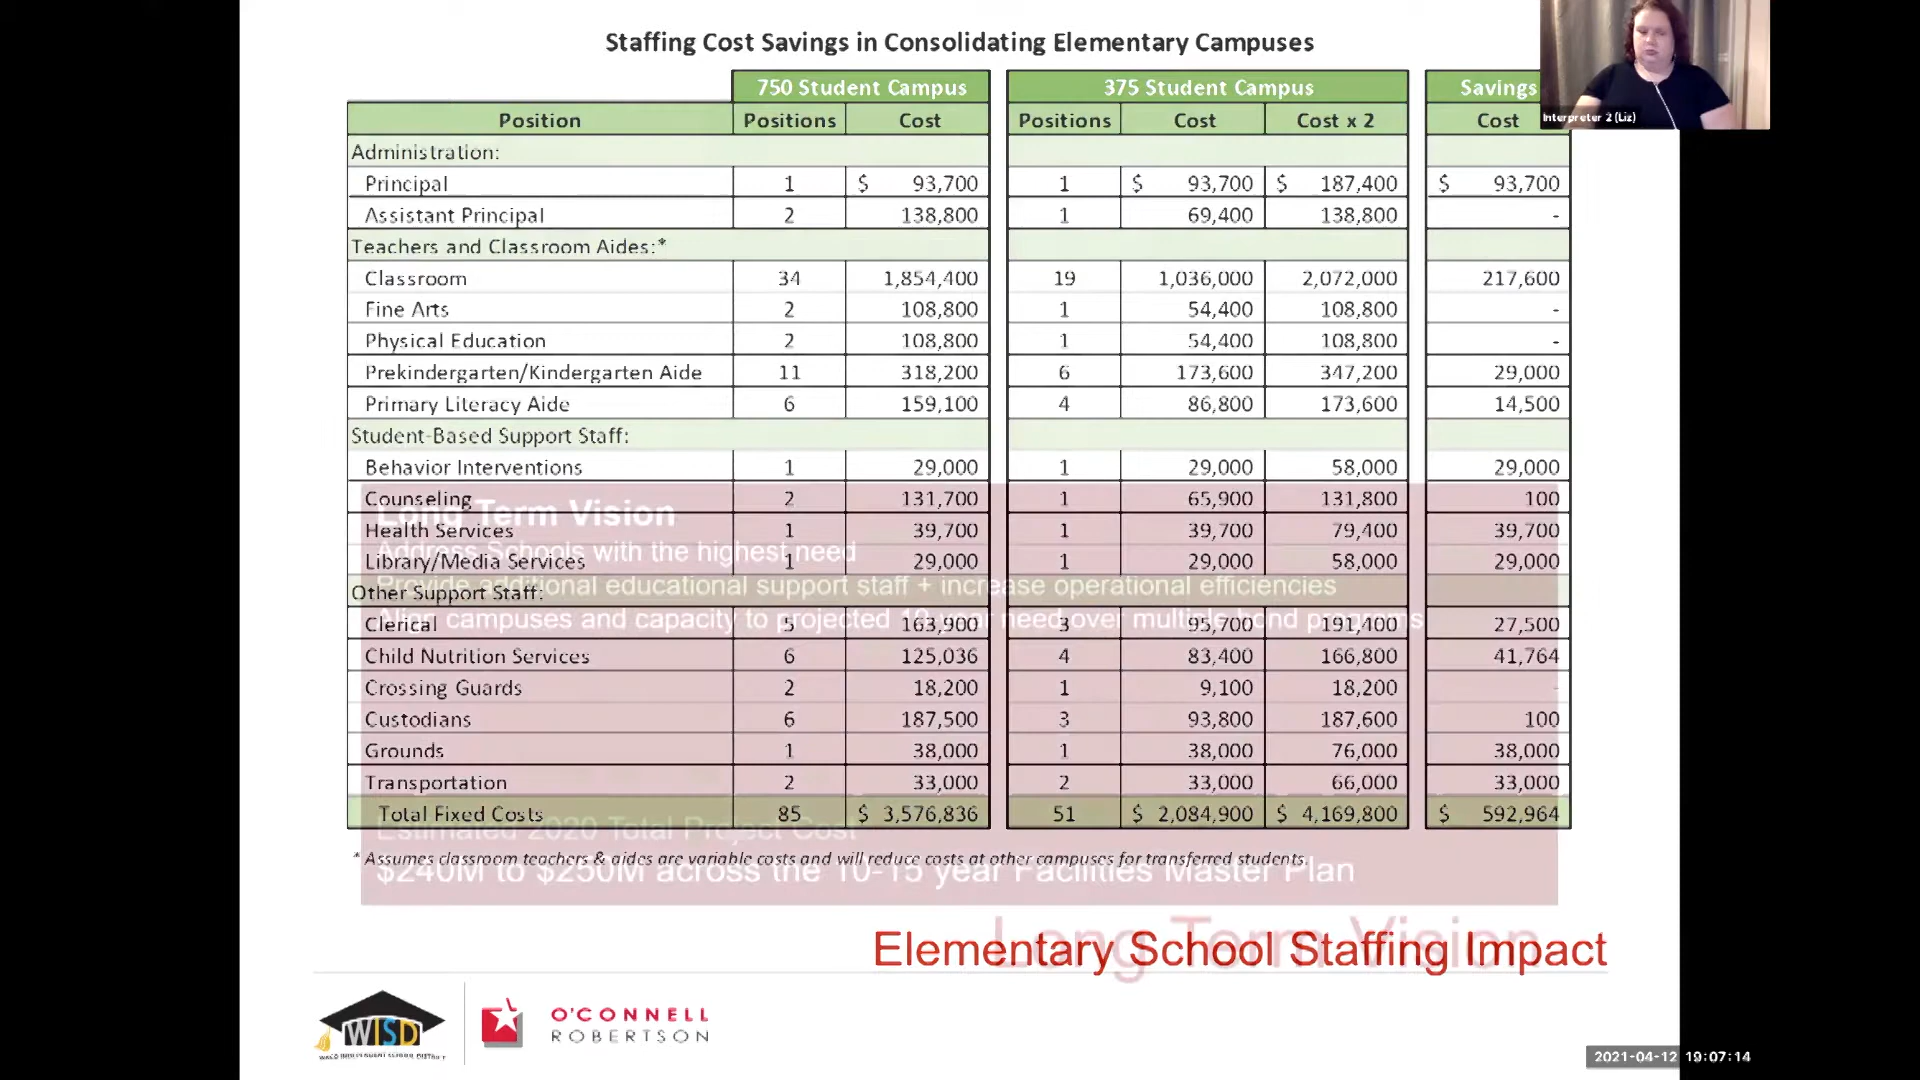 Staffing Cost Savings in Consolidating Elementary Campuses
750 Student Campus 375 Student Campus Savings
Position Positions Cost Positions Cost Cost x 2 Cost
Administration:
Principal 1 $ 93,700 1 $ 93,700 $ 187,400 $ 93,700
Assistant Principal 2 138,800 1 69,400 138,800 -
Teachers and Classroom Aides:*
Classroom 34 1,854,400 19 1,036,000 2,072,000 217,600
Fine Arts 2 108,800 1 54,400 108,800 -
Physical Education 2 108,800 1 54,400 108,800 -
Prekindergarten/Kindergarten Aide 11 318,200 6 173,600 347,200 29,000
Primary Literacy Aide 6 159,100 4 86,800 173,600 14,500
Student-Based Support Staff:
Behavior Interventions 1 29,000 1 29,000 58,000 29,000
Counseling 2 131,700 1 65,900 131,800 100
Long Term Vision
Health Services 1 39,700 1 39,700 79,400 39,700
Address Schools with the highest need
Library/Media Services 1 29,000 1 29,000 58,000 29,000
Provide additional educational support staff + increase operational efficiencies
Other Support Staff:
Align campuses and capacity to projected 10-year need over multiple bond programs
Clerical 5 163,900 3 95,700 191,400 27,500
Child Nutrition Services 6 125,036 4 83,400 166,800 41,764
Crossing Guards 2 18,200 1 9,100 18,200 -
Custodians 6 187,500 3 93,800 187,600 100
Grounds 1 38,000 1 38,000 76,000 38,000
Transportation 2 33,000 2 33,000 66,000 33,000
Total Fixed Costs 85 $ 3,576,836 51 $ 2,084,900 $ 4,169,800 $ 592,964
Estimated 2020 Total Project Cost
* Assumes classroom teachers & aides are variable costs and will reduce costs at other campuses for transferred students.
$240M to $250M across the 10-15 year Facilities Master Plan
Long Term Vision
Elementary School Staffing Impact
WISD
WACO INDEPENDENT SCHOOL DISTRICT
O'CONNELL
ROBERTSON
Interpreter 2 (Liz)
2021-04-12 19:07:14